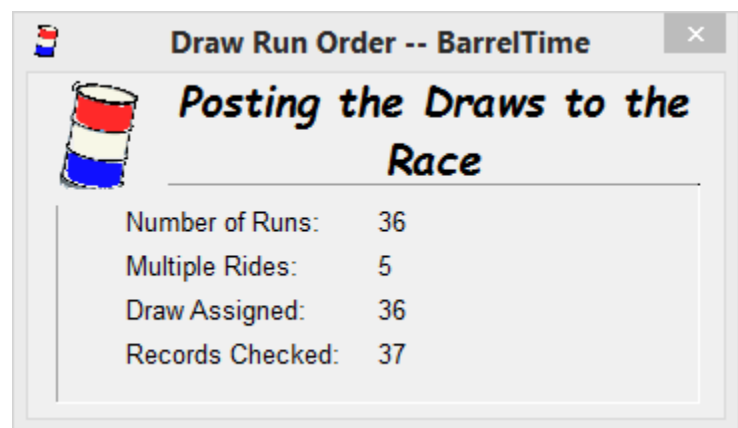 Draw Run Order -- BarrelTime
Posting the Draws to the
Race
Number of Runs: 36
Multiple Rides: 5
Draw Assigned: 36
Records Checked: 37